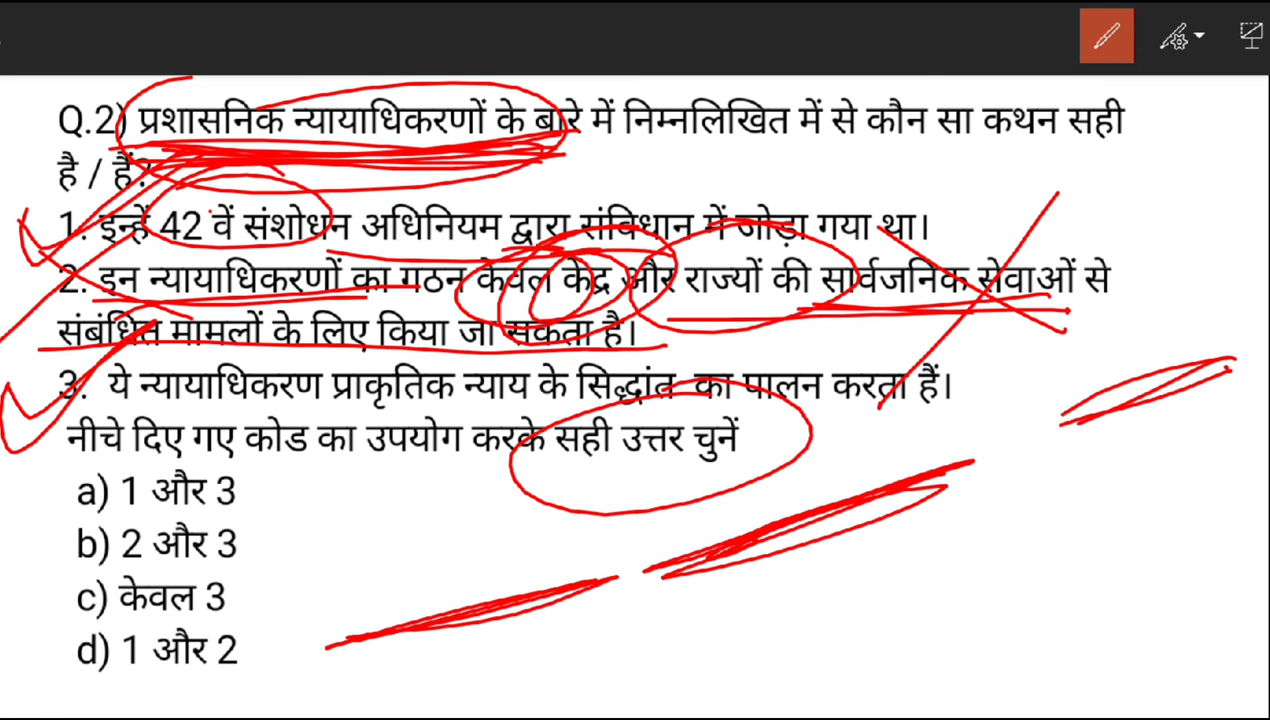 Q.2) प्रशासनिक न्यायाधिकरणों के बारे में निम्नलिखित में से कौन सा कथन सही
है / हैं?
1. इन्हें 42 वें संशोधन अधिनियम द्वारा संविधान में जोड़ा गया था।
2. इन न्यायाधिकरणों का गठन केवल केंद्र और राज्यों की सार्वजनिक सेवाओं से
संबंधित मामलों के लिए किया जा सकता है।
3. ये न्यायाधिकरण प्राकृतिक न्याय के सिद्धांत का पालन करता हैं।
नीचे दिए गए कोड का उपयोग करके सही उत्तर चुनें
a) 1 और 3
b) 2 और 3
c) केवल 3
d) 1 और 2